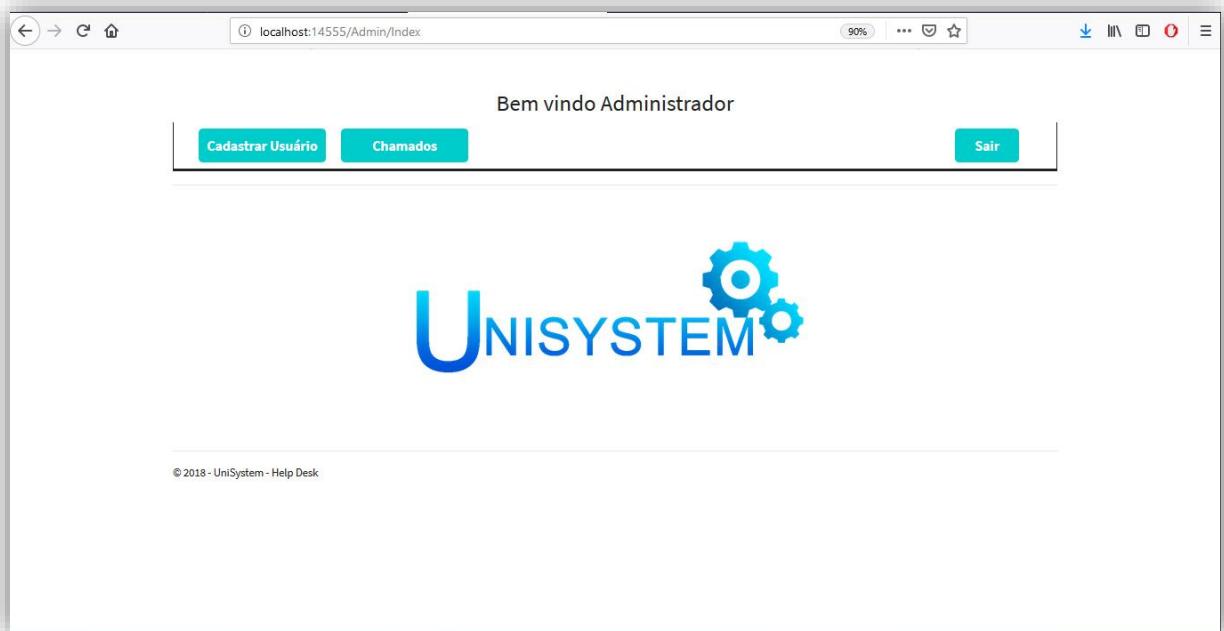 localhost:14555/Admin/Index
90%
Bem vindo Administrador
Cadastrar Usuário
Chamados
Sair
UNISYSTEM
© 2018 - UniSystem - Help Desk